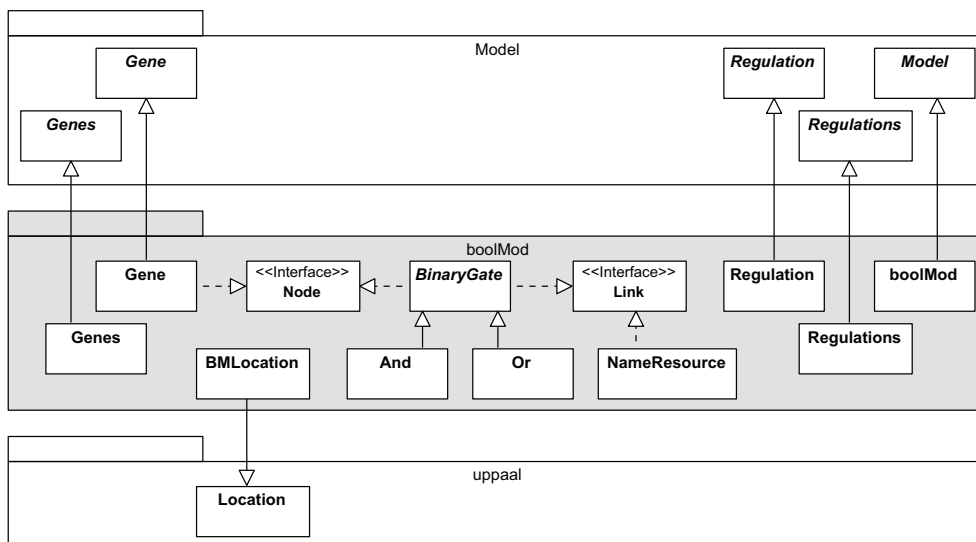 Model
Gene
Regulation
Model
Genes
Regulations
boolMod
Gene
<<Interface>>
Node
BinaryGate
<<Interface>>
Link
Regulation
boolMod
Genes
BMLocation
And
Or
NameResource
Regulations
uppaal
Location